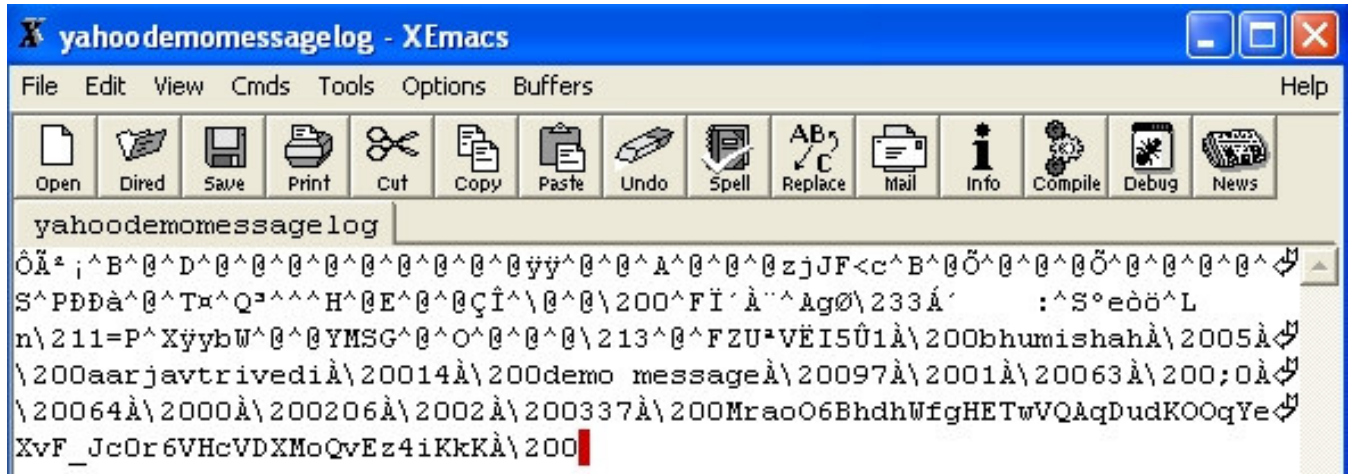 yahoodemomessagelog - XEmacs
File Edit View Cmds Tools Options Buffers Help
Open Dired Save Print Cut Copy Paste Undo Spell Replace Mail Info Compile Debug News
yahoodemomessagelog
ÔÃ²¡^B^@^D^@^@^@^@^@^@^@^@^@ÿÿ^@^@^A^@^@^@zjJF<c^B^@Õ^@^@^@Õ^@^@^@^
S^PÐÐà^@^T¤^Q³^^^H^@E^@^@ÇÎ^\@^@\200^FÏ´À¨^AgØ\233Á´ :^S°eòö^L
n\211=P^XÿybW^@^@YMSG^@^O^@^@^@\213^@^FZUªVËI5Û1À\200bhumishahÀ\2005À
\200aarjavtrivediÀ\20014À\200demo messageÀ\20097À\2001À\20063À\200;0À
\20064À\2000À\200206À\2002À\200337À\200MraoO6BhdhWfgHETwVQAqDudKOOqYe
XvF_JcOr6VHcVDXMoQvEz4iKkKÀ\200